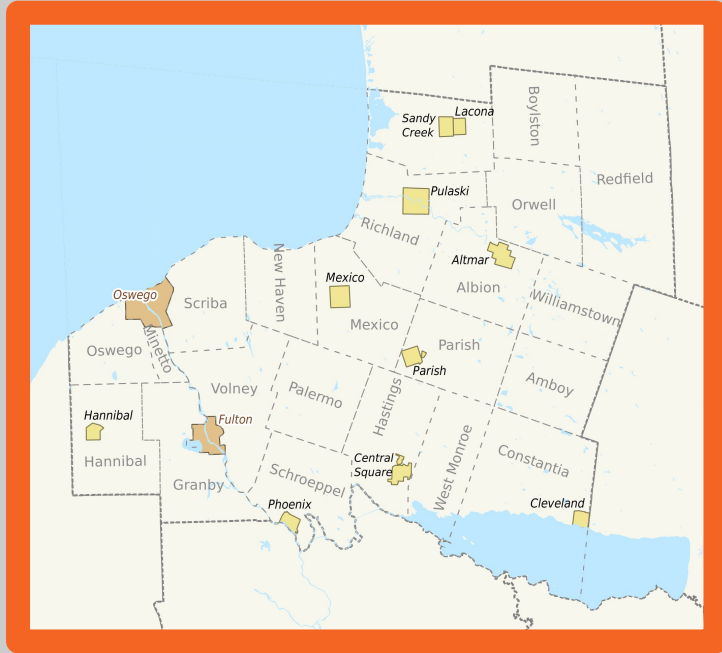 Boylston
Lacona
Sandy
Creek
Redfield
Pulaski
Orwell
Richland
New Haven
Altmar
Mexico
Albion
Oswego
Scriba
Williamstown
Mexico
Minetto
Parish
Oswego
Parish
Amboy
Volney
Palermo
Hastings
Hannibal
Fulton
West Monroe
Constantia
Central
Square
Hannibal
Schroeppel
Granby
Phoenix
Cleveland